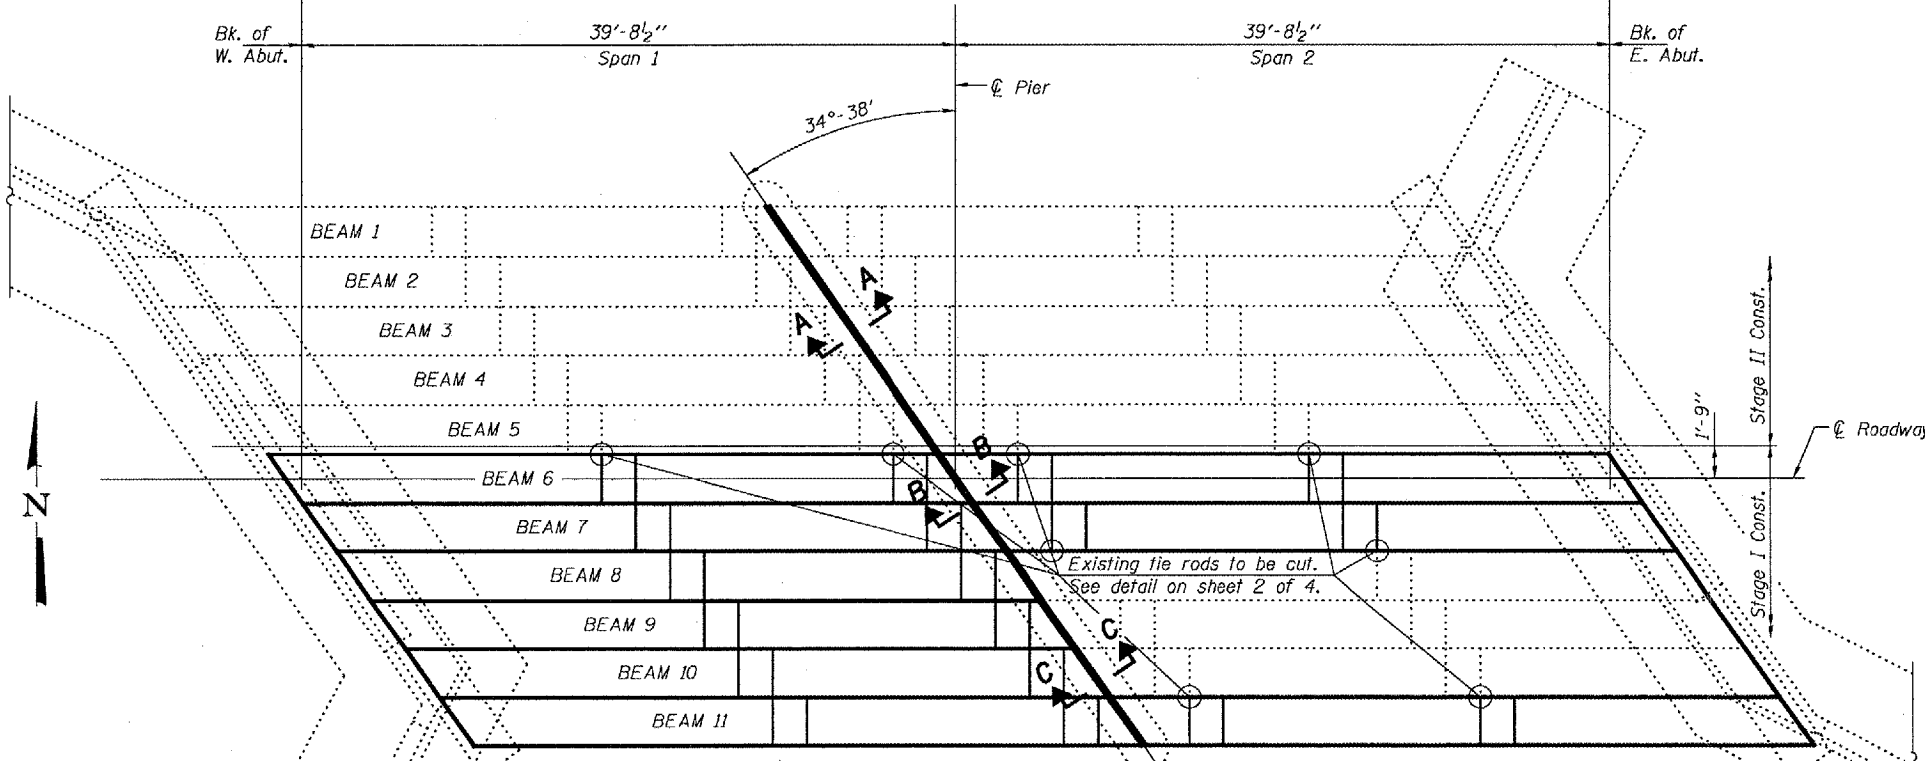 Bk. of
W. Abut.
39'-8½"
Span 1
39'-8½"
Span 2
Bk. of
E. Abut.
℄ Pier
34°-38'
BEAM 1
BEAM 2
BEAM 3
BEAM 4
BEAM 5
BEAM 6
BEAM 7
BEAM 8
BEAM 9
BEAM 10
BEAM 11
A
A
B
B
C
C
Existing tie rods to be cut.
See detail on sheet 2 of 4.
Stage II Const.
1'-9"
℄ Roadway
Stage I Const.
N